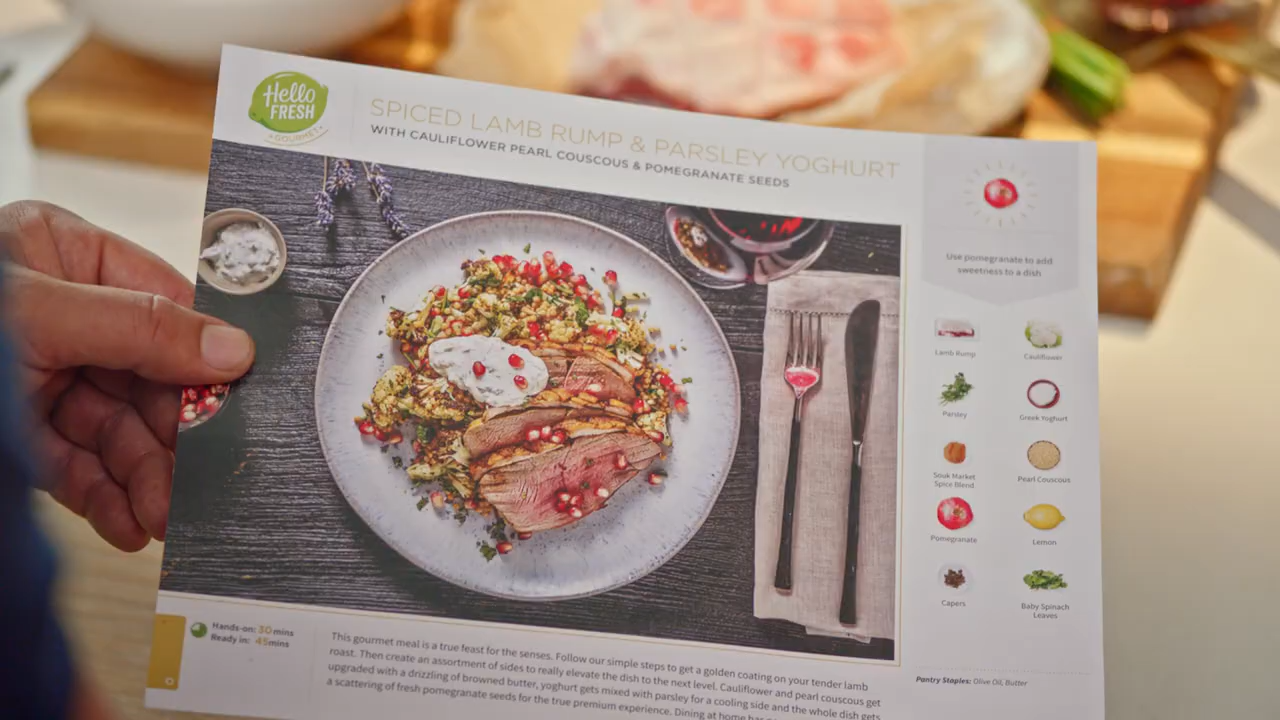 Hello
FRESH
GOURMET
SPICED LAMB RUMP & PARSLEY YOGHURT
WITH CAULIFLOWER PEARL COUSCOUS & POMEGRANATE SEEDS
Use pomegranate to add
sweetness to a dish
Lamb Rump
Cauliflower
Parsley
Greek Yoghurt
Souk Market
Spice Blend
Pearl Couscous
Pomegranate
Lemon
Capers
Baby Spinach
Leaves
Pantry Staples: Olive Oil, Butter
Hands-on: 30 mins
Ready in: 45mins
This gourmet meal is a true feast for the senses. Follow our simple steps to get a golden coating on your tender lamb
roast. Then create an assortment of sides to really elevate the dish to the next level. Cauliflower and pearl couscous get
upgraded with a drizzling of browned butter, yoghurt gets mixed with parsley for a cooling side and the whole dish gets
a scattering of fresh pomegranate seeds for the true premium experience. Dining at home has